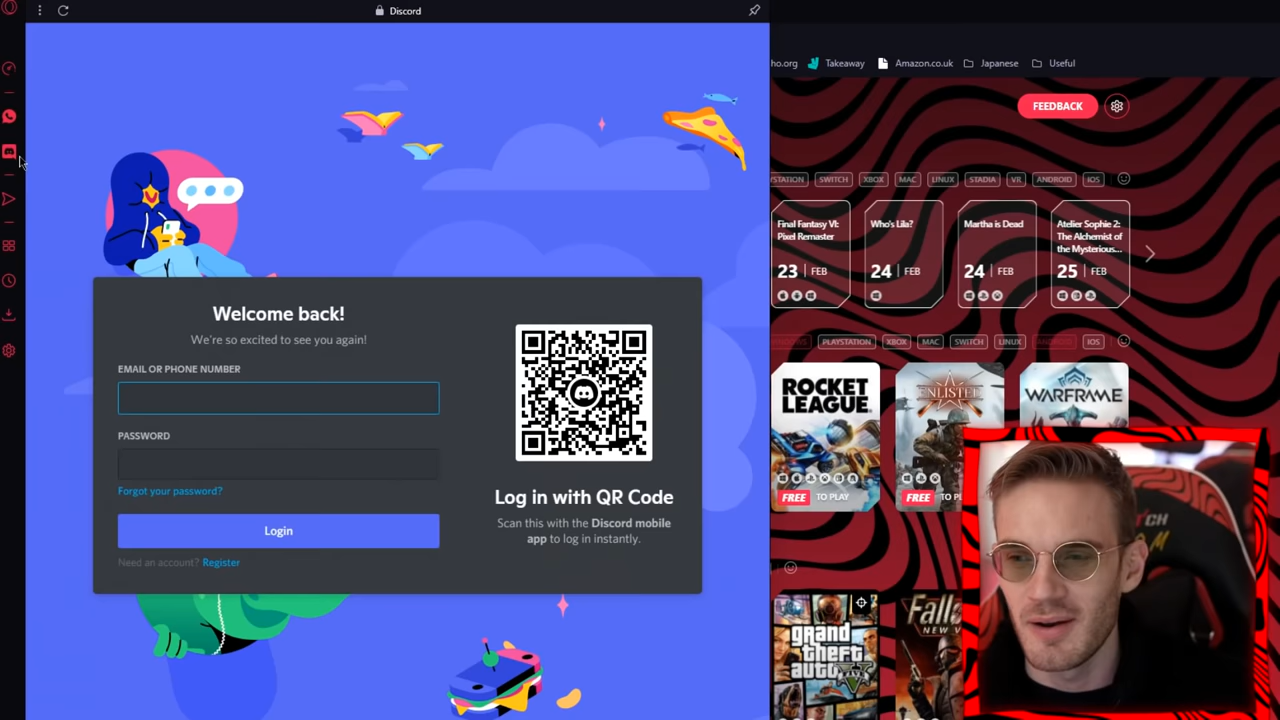 Discord
ho.org
Takeaway
Amazon.co.uk
Japanese
Useful
FEEDBACK
SWITCH
XBOX
MAC
LINUX
STADIA
VR
ANDROID
IOS
Final Fantasy VI:
Pixel Remaster
23 | FEB
Who's Lila?
24 | FEB
Martha is Dead
24 | FEB
Atelier Sophie 2:
The Alchemist of
the Mysterious...
25 | FEB
Welcome back!
We're so excited to see you again!
EMAIL OR PHONE NUMBER
PASSWORD
Forgot your password?
Login
Need an account? Register
Log in with QR Code
Scan this with the Discord mobile
app to log in instantly.
PLAYSTATION
XBOX
MAC
SWITCH
LINUX
ANDROID
IOS
ROCKET
LEAGUE
FREE TO PLAY
ENLISTED
FREE TO PL
WARFRAME
grand
theft
auto
Fall
NEW V